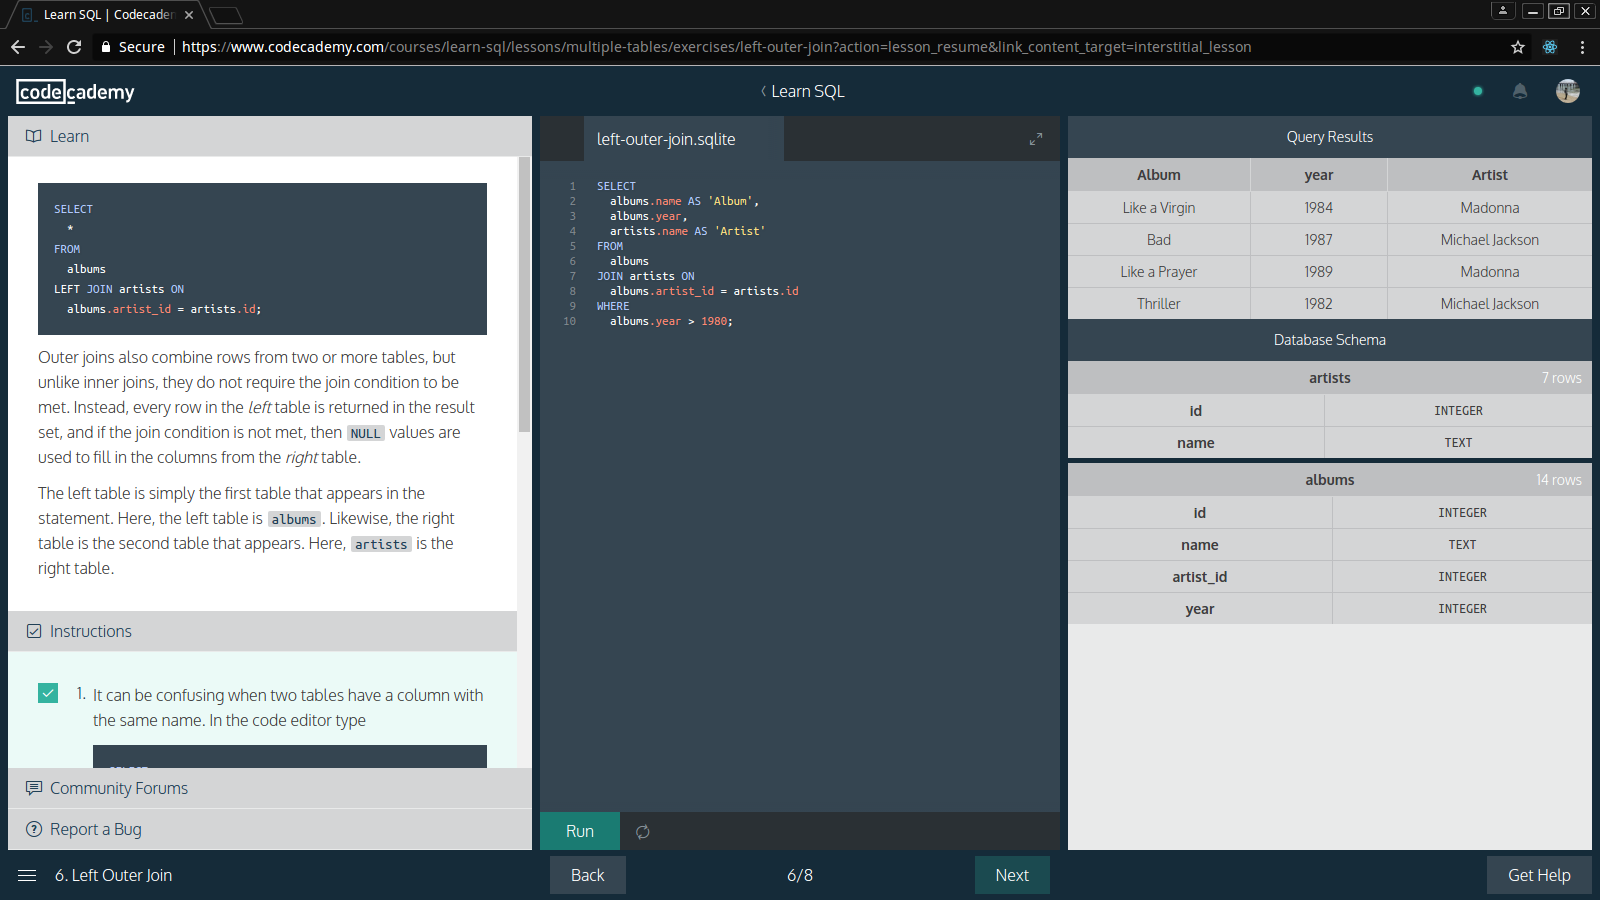 Learn SQL | Codecader
Secure | https://www.codecademy.com/courses/learn-sql/lessons/multiple-tables/exercises/left-outer-join?action=lesson_resume&link_content_target=interstitial_lesson
codecademy
Learn SQL
Learn
SELECT
*
FROM
albums
LEFT JOIN artists ON
albums.artist_id = artists.id;
Outer joins also combine rows from two or more tables, but
unlike inner joins, they do not require the join condition to be
met. Instead, every row in the left table is returned in the result
set, and if the join condition is not met, then NULL values are
used to fill in the columns from the right table.
The left table is simply the first table that appears in the
statement. Here, the left table is albums. Likewise, the right
table is the second table that appears. Here, artists is the
right table.
Instructions
1. It can be confusing when two tables have a column with
the same name. In the code editor type
Community Forums
Report a Bug
left-outer-join.sqlite
1 SELECT
2 albums.name AS 'Album',
3 albums.year,
4 artists.name AS 'Artist'
5 FROM
6 albums
7 JOIN artists ON
8 albums.artist_id = artists.id
9 WHERE
10 albums.year > 1980;
Run
Query Results
Album year Artist
Like a Virgin 1984 Madonna
Bad 1987 Michael Jackson
Like a Prayer 1989 Madonna
Thriller 1982 Michael Jackson
Database Schema
artists 7 rows
id INTEGER
name TEXT
albums 14 rows
id INTEGER
name TEXT
artist_id INTEGER
year INTEGER
6. Left Outer Join
Back
6/8
Next
Get Help